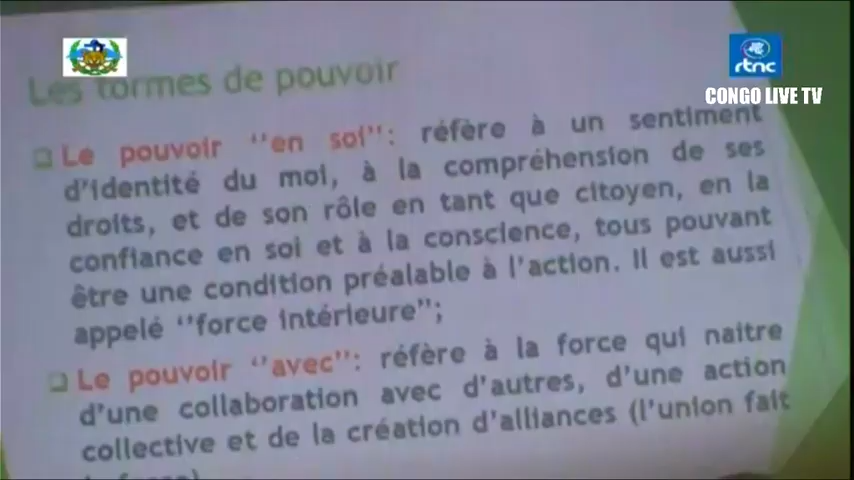 rtnc
CONGO LIVE TV
Les formes de pouvoir
Le pouvoir ‘‘en soi’’: réfère à un sentiment
d’identité du moi, à la compréhension de ses
droits, et de son rôle en tant que citoyen, en la
confiance en soi et à la conscience, tous pouvant
être une condition préalable à l’action. Il est aussi
appelé ‘‘force intérieure’’;
Le pouvoir ‘‘avec’’: réfère à la force qui naitre
d’une collaboration avec d’autres, d’une action
collective et de la création d’alliances (l’union fait